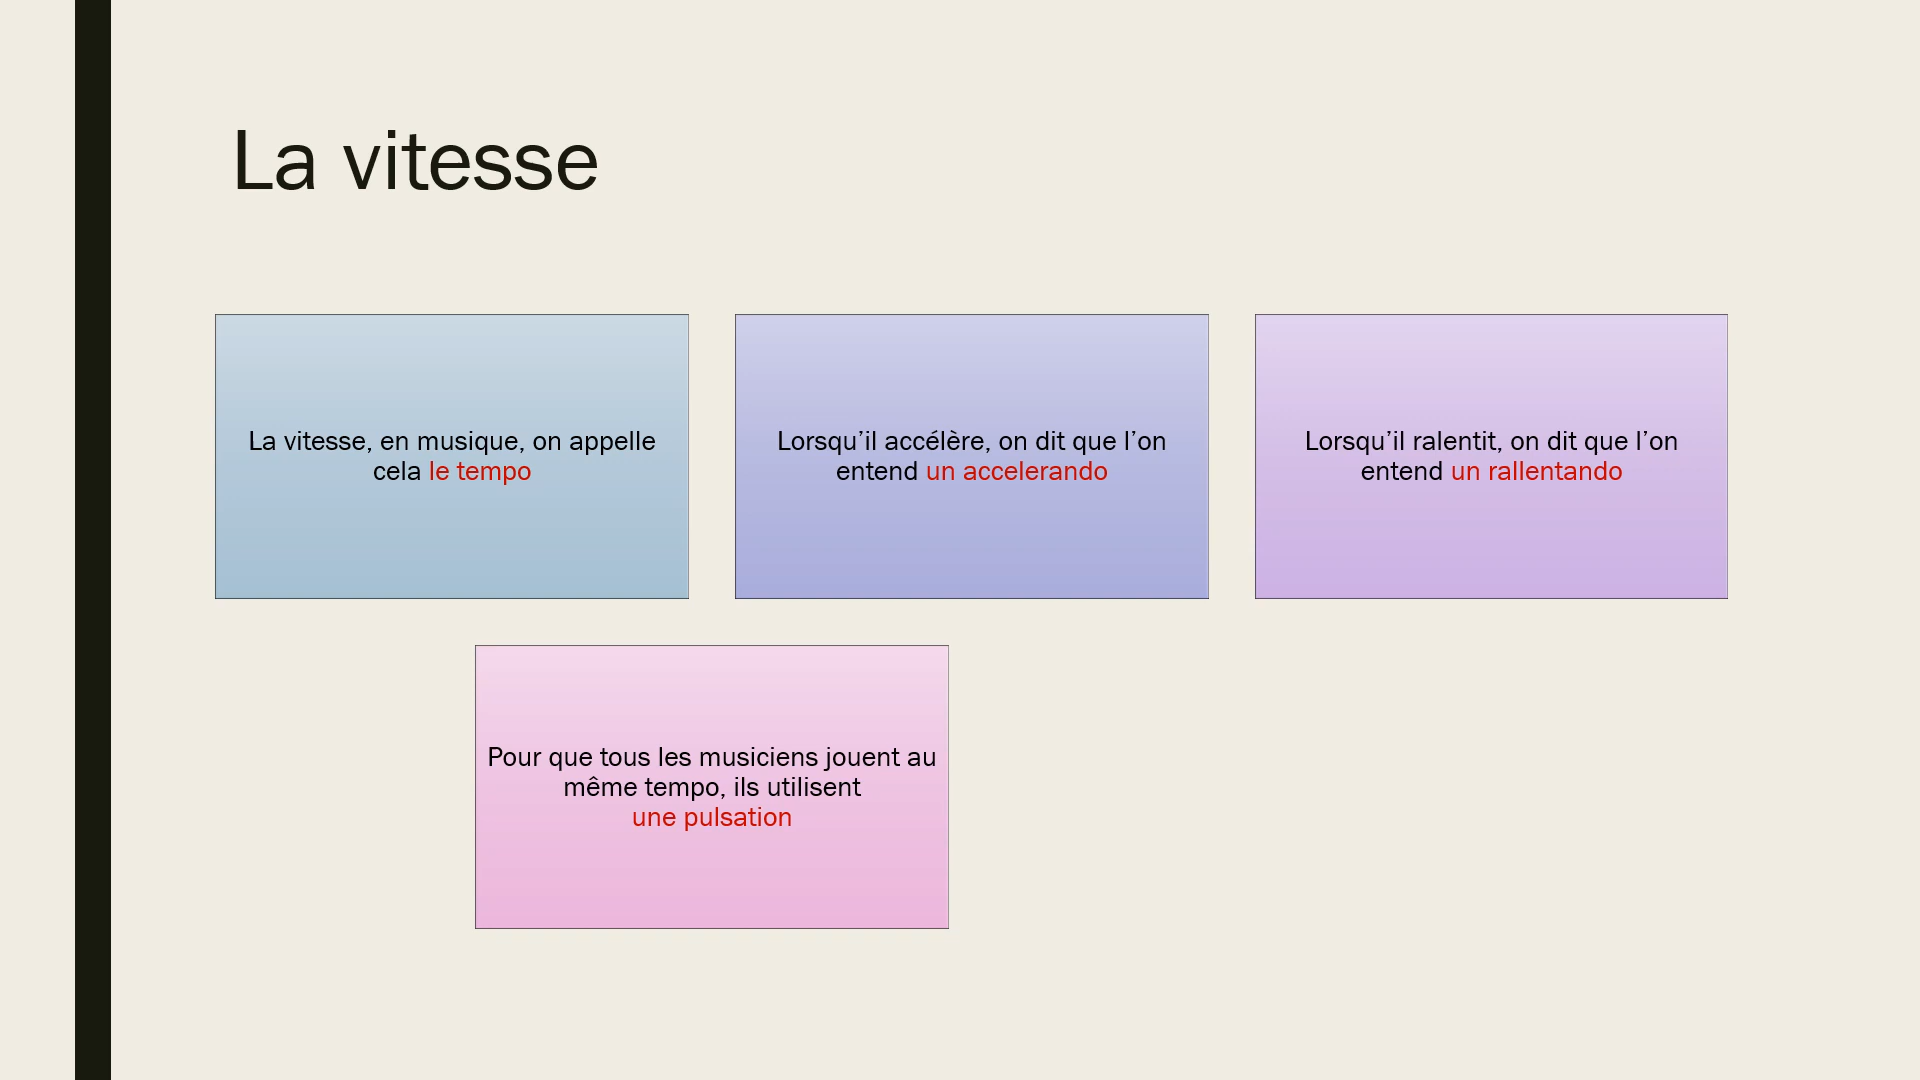 La vitesse
La vitesse, en musique, on appelle
cela le tempo
Lorsqu’il accélère, on dit que l’on
entend un accelerando
Lorsqu’il ralentit, on dit que l’on
entend un rallentando
Pour que tous les musiciens jouent au
même tempo, ils utilisent
une pulsation